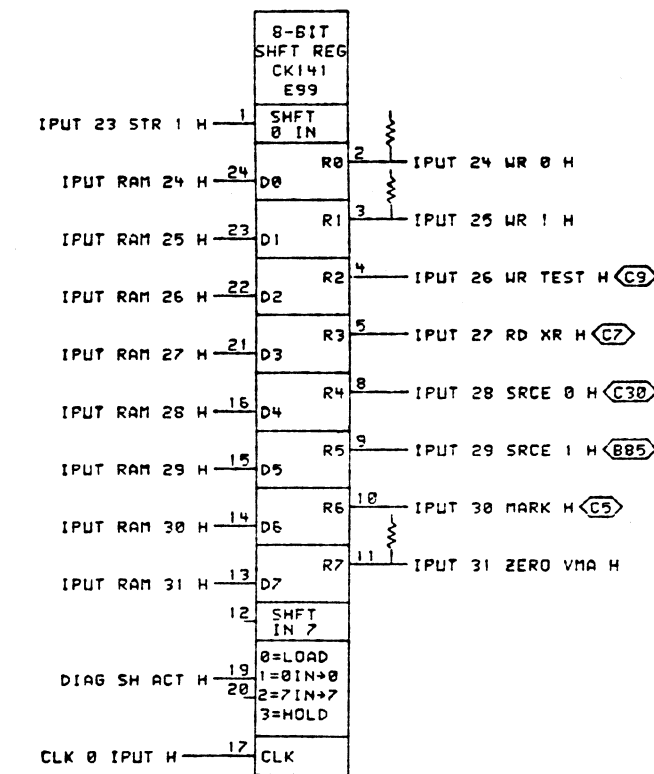 8-BIT
SHFT REG
CK141
E99
IPUT 23 STR 1 H 1 SHFT
0 IN
R0 2 IPUT 24 WR 0 H
IPUT RAM 24 H 24 D0
R1 3 IPUT 25 WR 1 H
IPUT RAM 25 H 23 D1
R2 4 IPUT 26 WR TEST H C9
IPUT RAM 26 H 22 D2
R3 5 IPUT 27 RD XR H C7
IPUT RAM 27 H 21 D3
R4 8 IPUT 28 SRCE 0 H C30
IPUT RAM 28 H 16 D4
R5 9 IPUT 29 SRCE 1 H B85
IPUT RAM 29 H 15 D5
R6 10 IPUT 30 MARK H C5
IPUT RAM 30 H 14 D6
R7 11 IPUT 31 ZERO VMA H
IPUT RAM 31 H 13 D7
12 SHFT
IN 7
0=LOAD
DIAG SH ACT H 19 1=0IN→0
20 2=7IN→7
3=HOLD
CLK 0 IPUT H 17 CLK